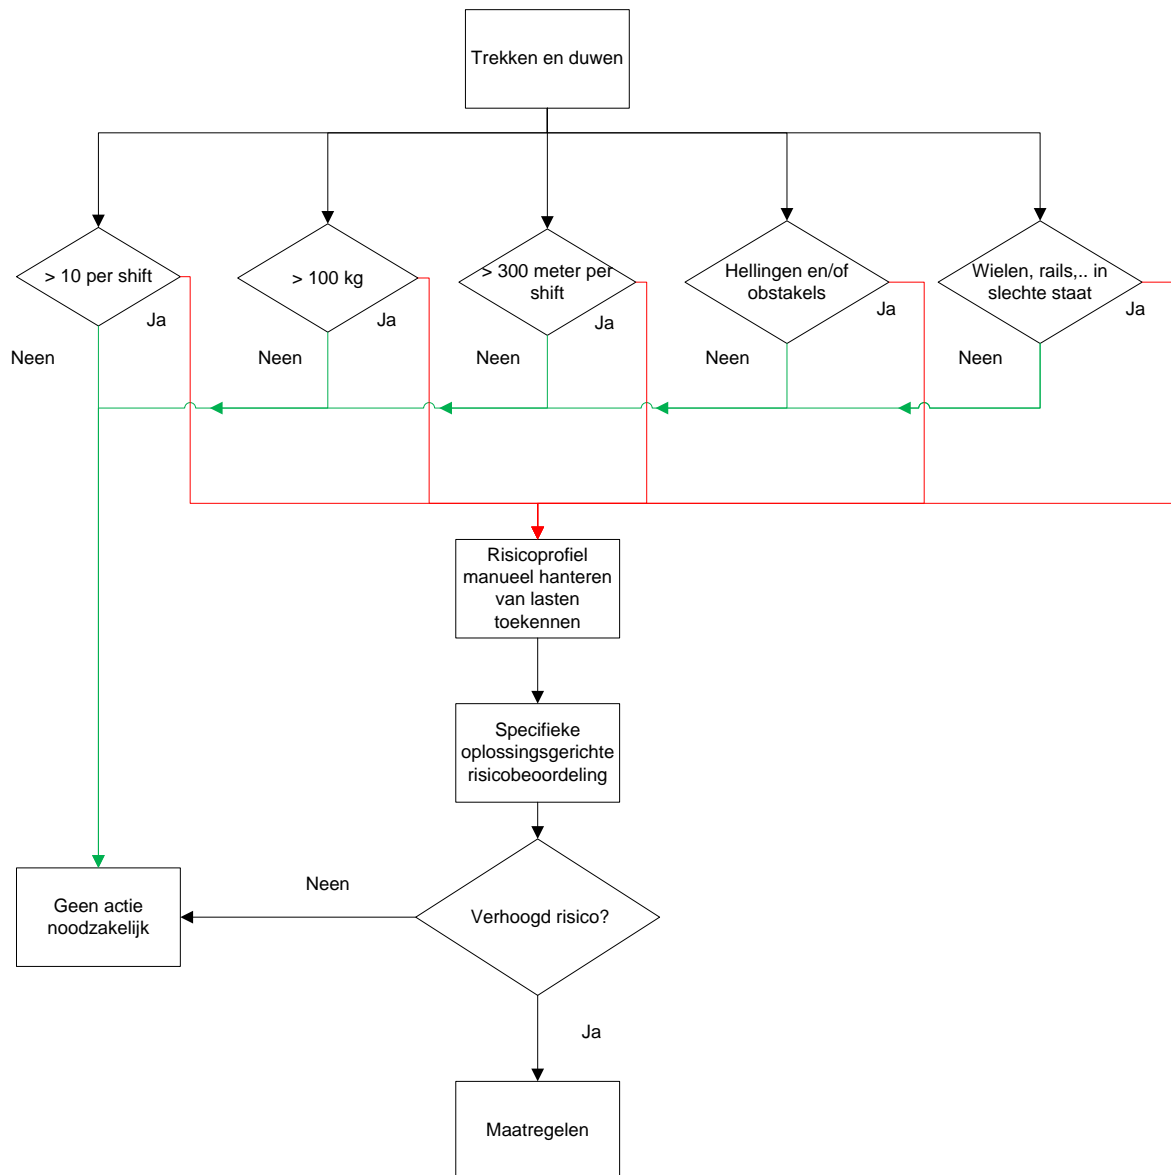 Trekken en duwen
> 10 per shift
Ja
Neen
> 100 kg
Ja
Neen
> 300 meter per
shift
Ja
Neen
Hellingen en/of
obstakels
Ja
Neen
Wielen, rails,.. in
slechte staat
Ja
Neen
Risicoprofiel
manueel hanteren
van lasten
toekennen
Specifieke
oplossingsgerichte
risicobeoordeling
Verhoogd risico?
Neen
Geen actie
noodzakelijk
Ja
Maatregelen